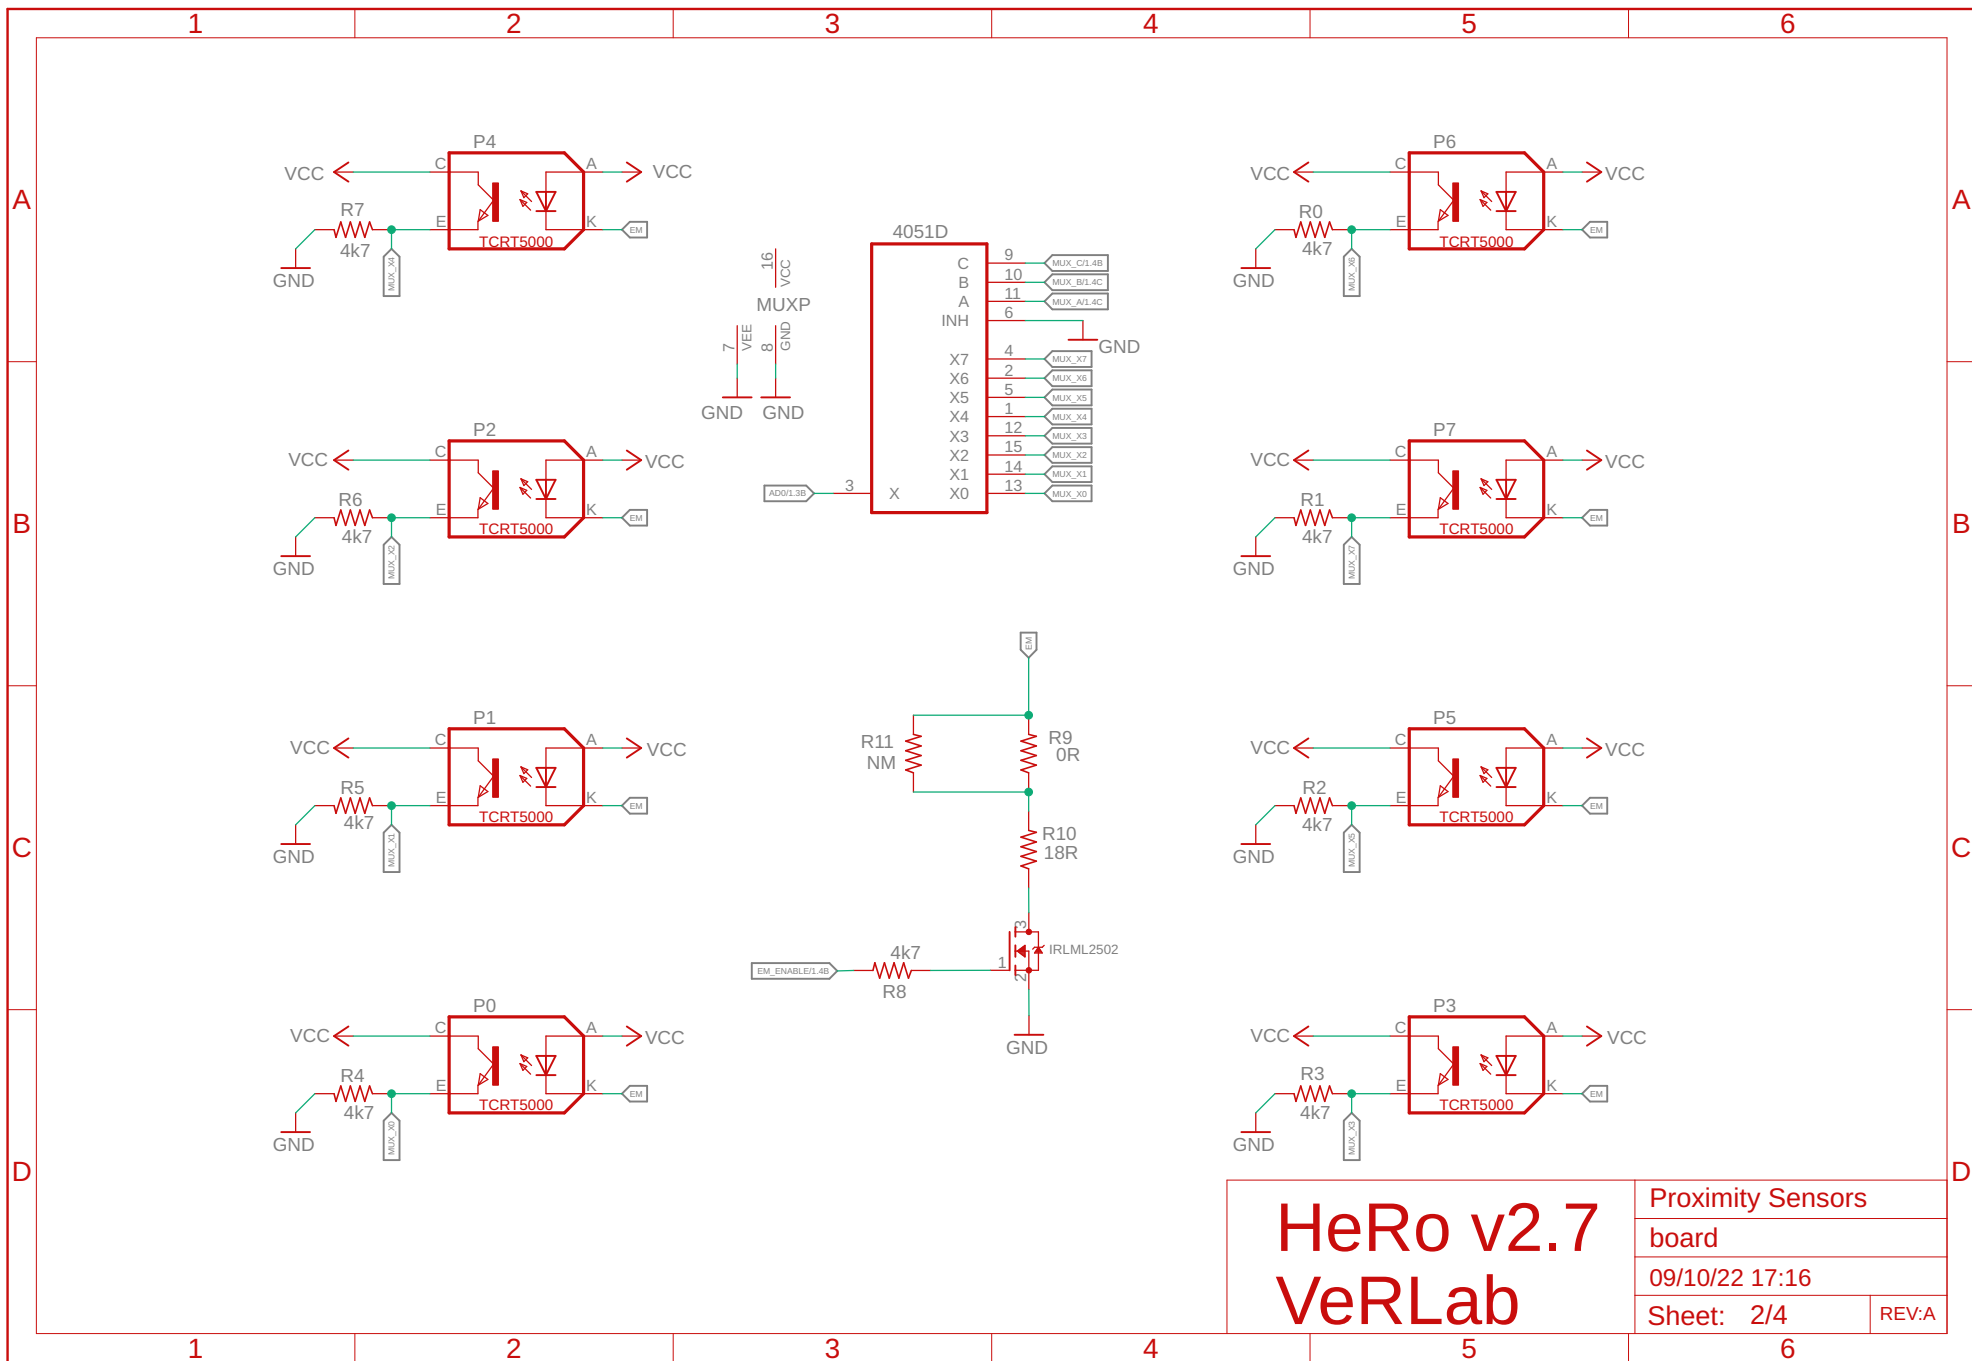 1 2 3 4 5 6
A A
B B
C C
D D
P4
VCC C A VCC
R7 E K EM
4k7 TCRT5000
GND MUX_X4
P2
VCC C A VCC
R6 E K EM
4k7 TCRT5000
GND MUX_X2
P1
VCC C A VCC
R5 E K EM
4k7 TCRT5000
GND MUX_X1
P0
VCC C A VCC
R4 E K EM
4k7 TCRT5000
GND MUX_X0
16 VCC
MUXP
7 VEE 8 GND
GND GND
4051D
C 9 MUX_C/1.4B
B 10 MUX_B/1.4C
A 11 MUX_A/1.4C
INH 6
GND
X7 4 MUX_X7
X6 2 MUX_X6
X5 5 MUX_X5
X4 1 MUX_X4
X3 12 MUX_X3
X2 15 MUX_X2
X1 14 MUX_X1
AD0/1.3B 3 X X0 13 MUX_X0
EM
R11 R9
NM 0R
R10
18R
3
4k7 IRLML2502
EM_ENABLE/1.4B 1
R8 2
GND
P6
VCC C A VCC
R0 E K EM
4k7 TCRT5000
GND MUX_X6
P7
VCC C A VCC
R1 E K EM
4k7 TCRT5000
GND MUX_X7
P5
VCC C A VCC
R2 E K EM
4k7 TCRT5000
GND MUX_X5
P3
VCC C A VCC
R3 E K EM
4k7 TCRT5000
GND MUX_X3
HeRo v2.7
VeRLab
Proximity Sensors
board
09/10/22 17:16
Sheet: 2/4 REV:A
1 2 3 4 5 6